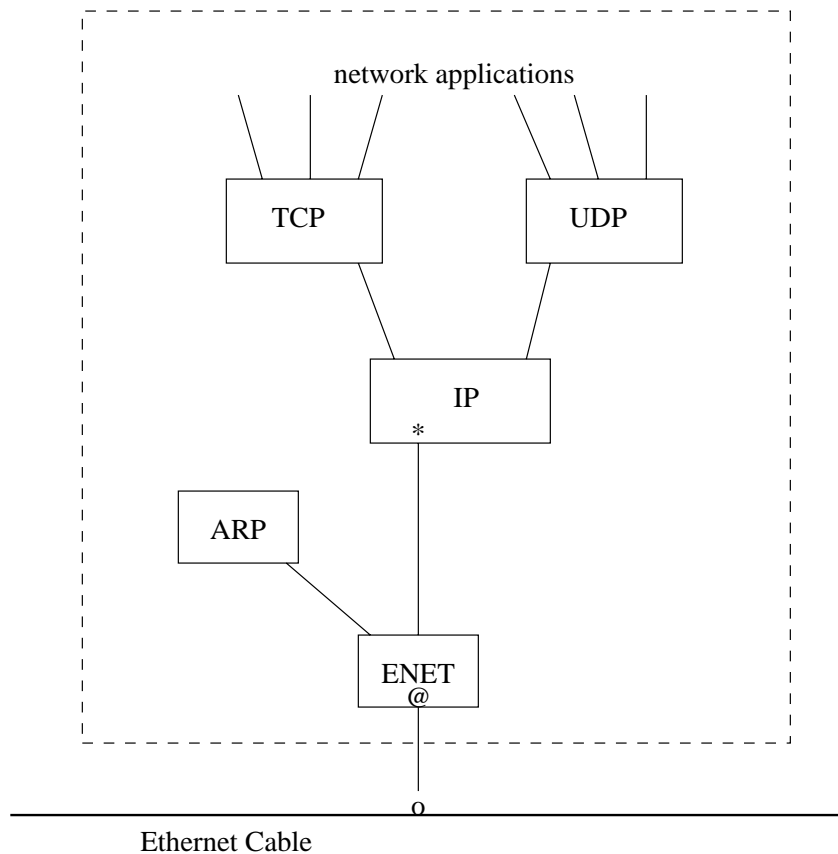 network applications
TCP
UDP
IP
*
ARP
ENET
@
o
Ethernet Cable